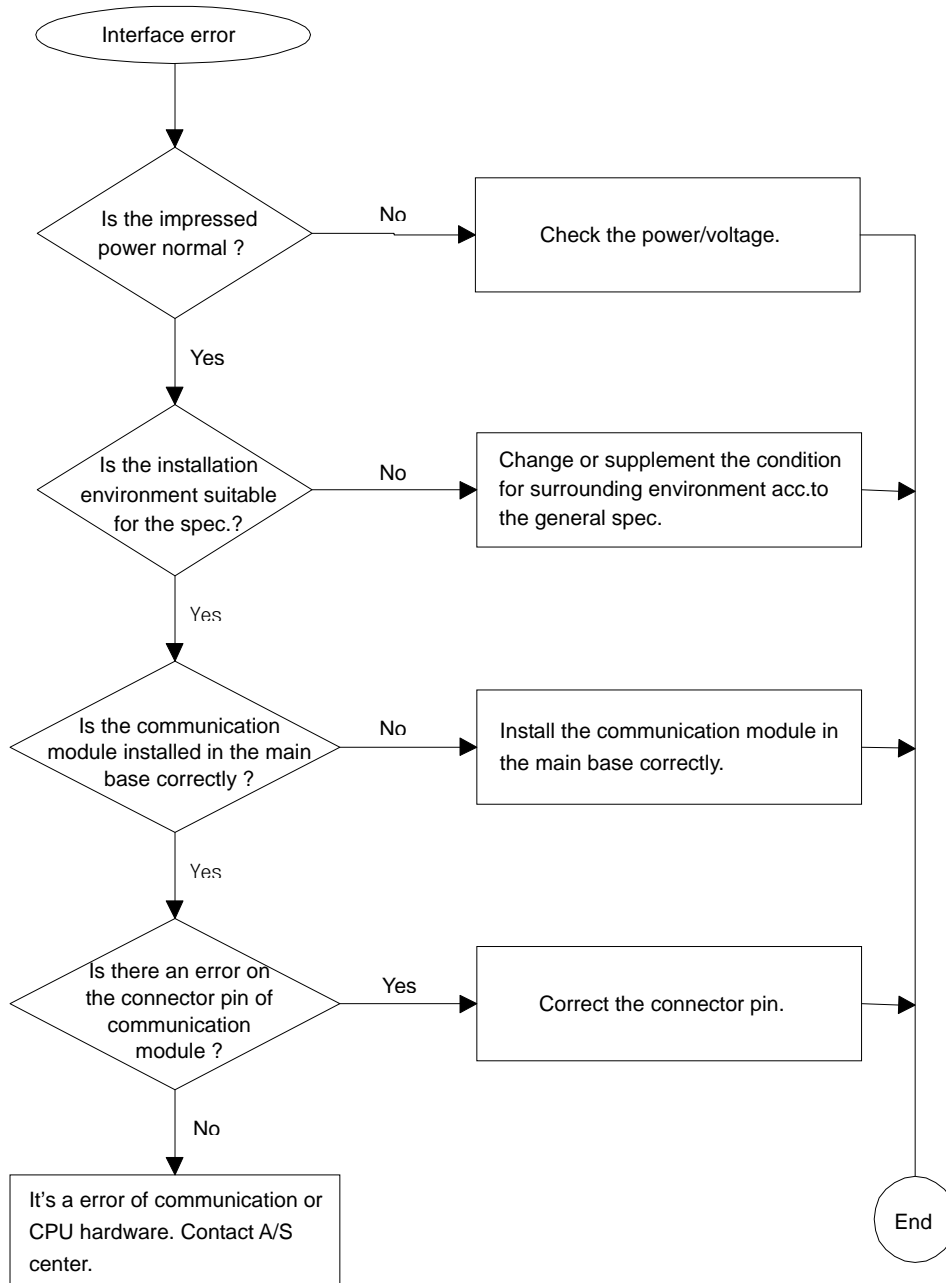 Interface error
Is the impressed
power normal ?
No
Check the power/voltage.
Yes
Is the installation
environment suitable
for the spec.?
No
Change or supplement the condition
for surrounding environment acc.to
the general spec.
Yes
Is the communication
module installed in the main
base correctly ?
No
Install the communication module in
the main base correctly.
Yes
Is there an error on
the connector pin of
communication
module ?
Yes
Correct the connector pin.
No
It’s a error of communication or
CPU hardware. Contact A/S
center.
End